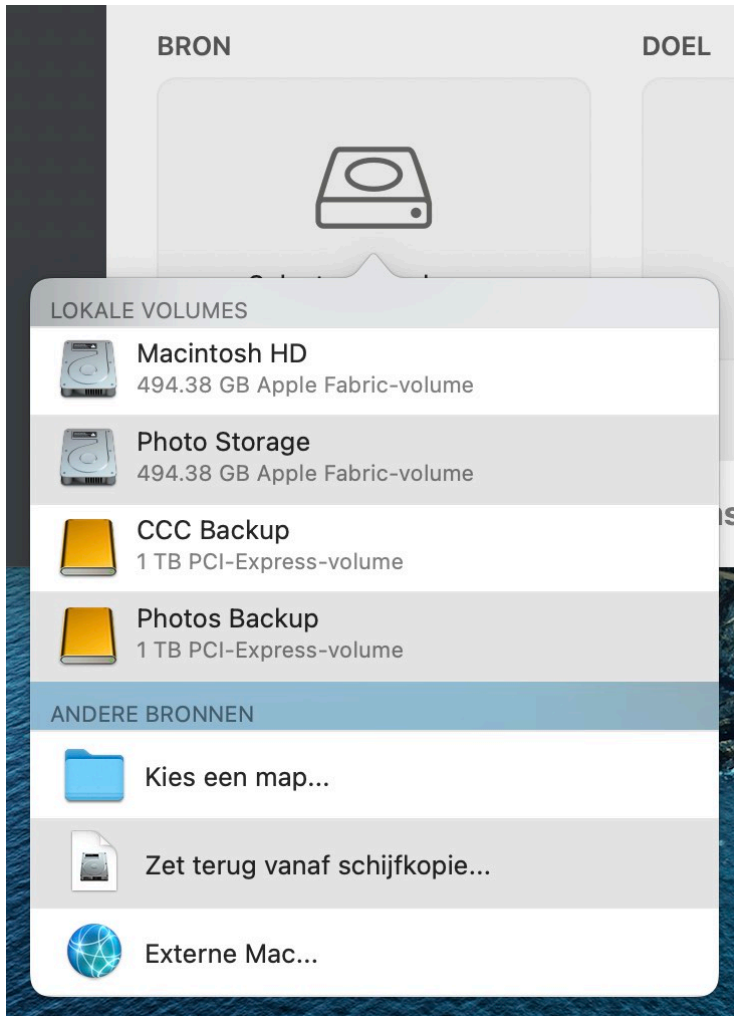 BRON
DOEL
LOKALE VOLUMES
Macintosh HD
494.38 GB Apple Fabric-volume
Photo Storage
494.38 GB Apple Fabric-volume
CCC Backup
1 TB PCI-Express-volume
Photos Backup
1 TB PCI-Express-volume
ANDERE BRONNEN
Kies een map...
Zet terug vanaf schijfkopie...
Externe Mac...